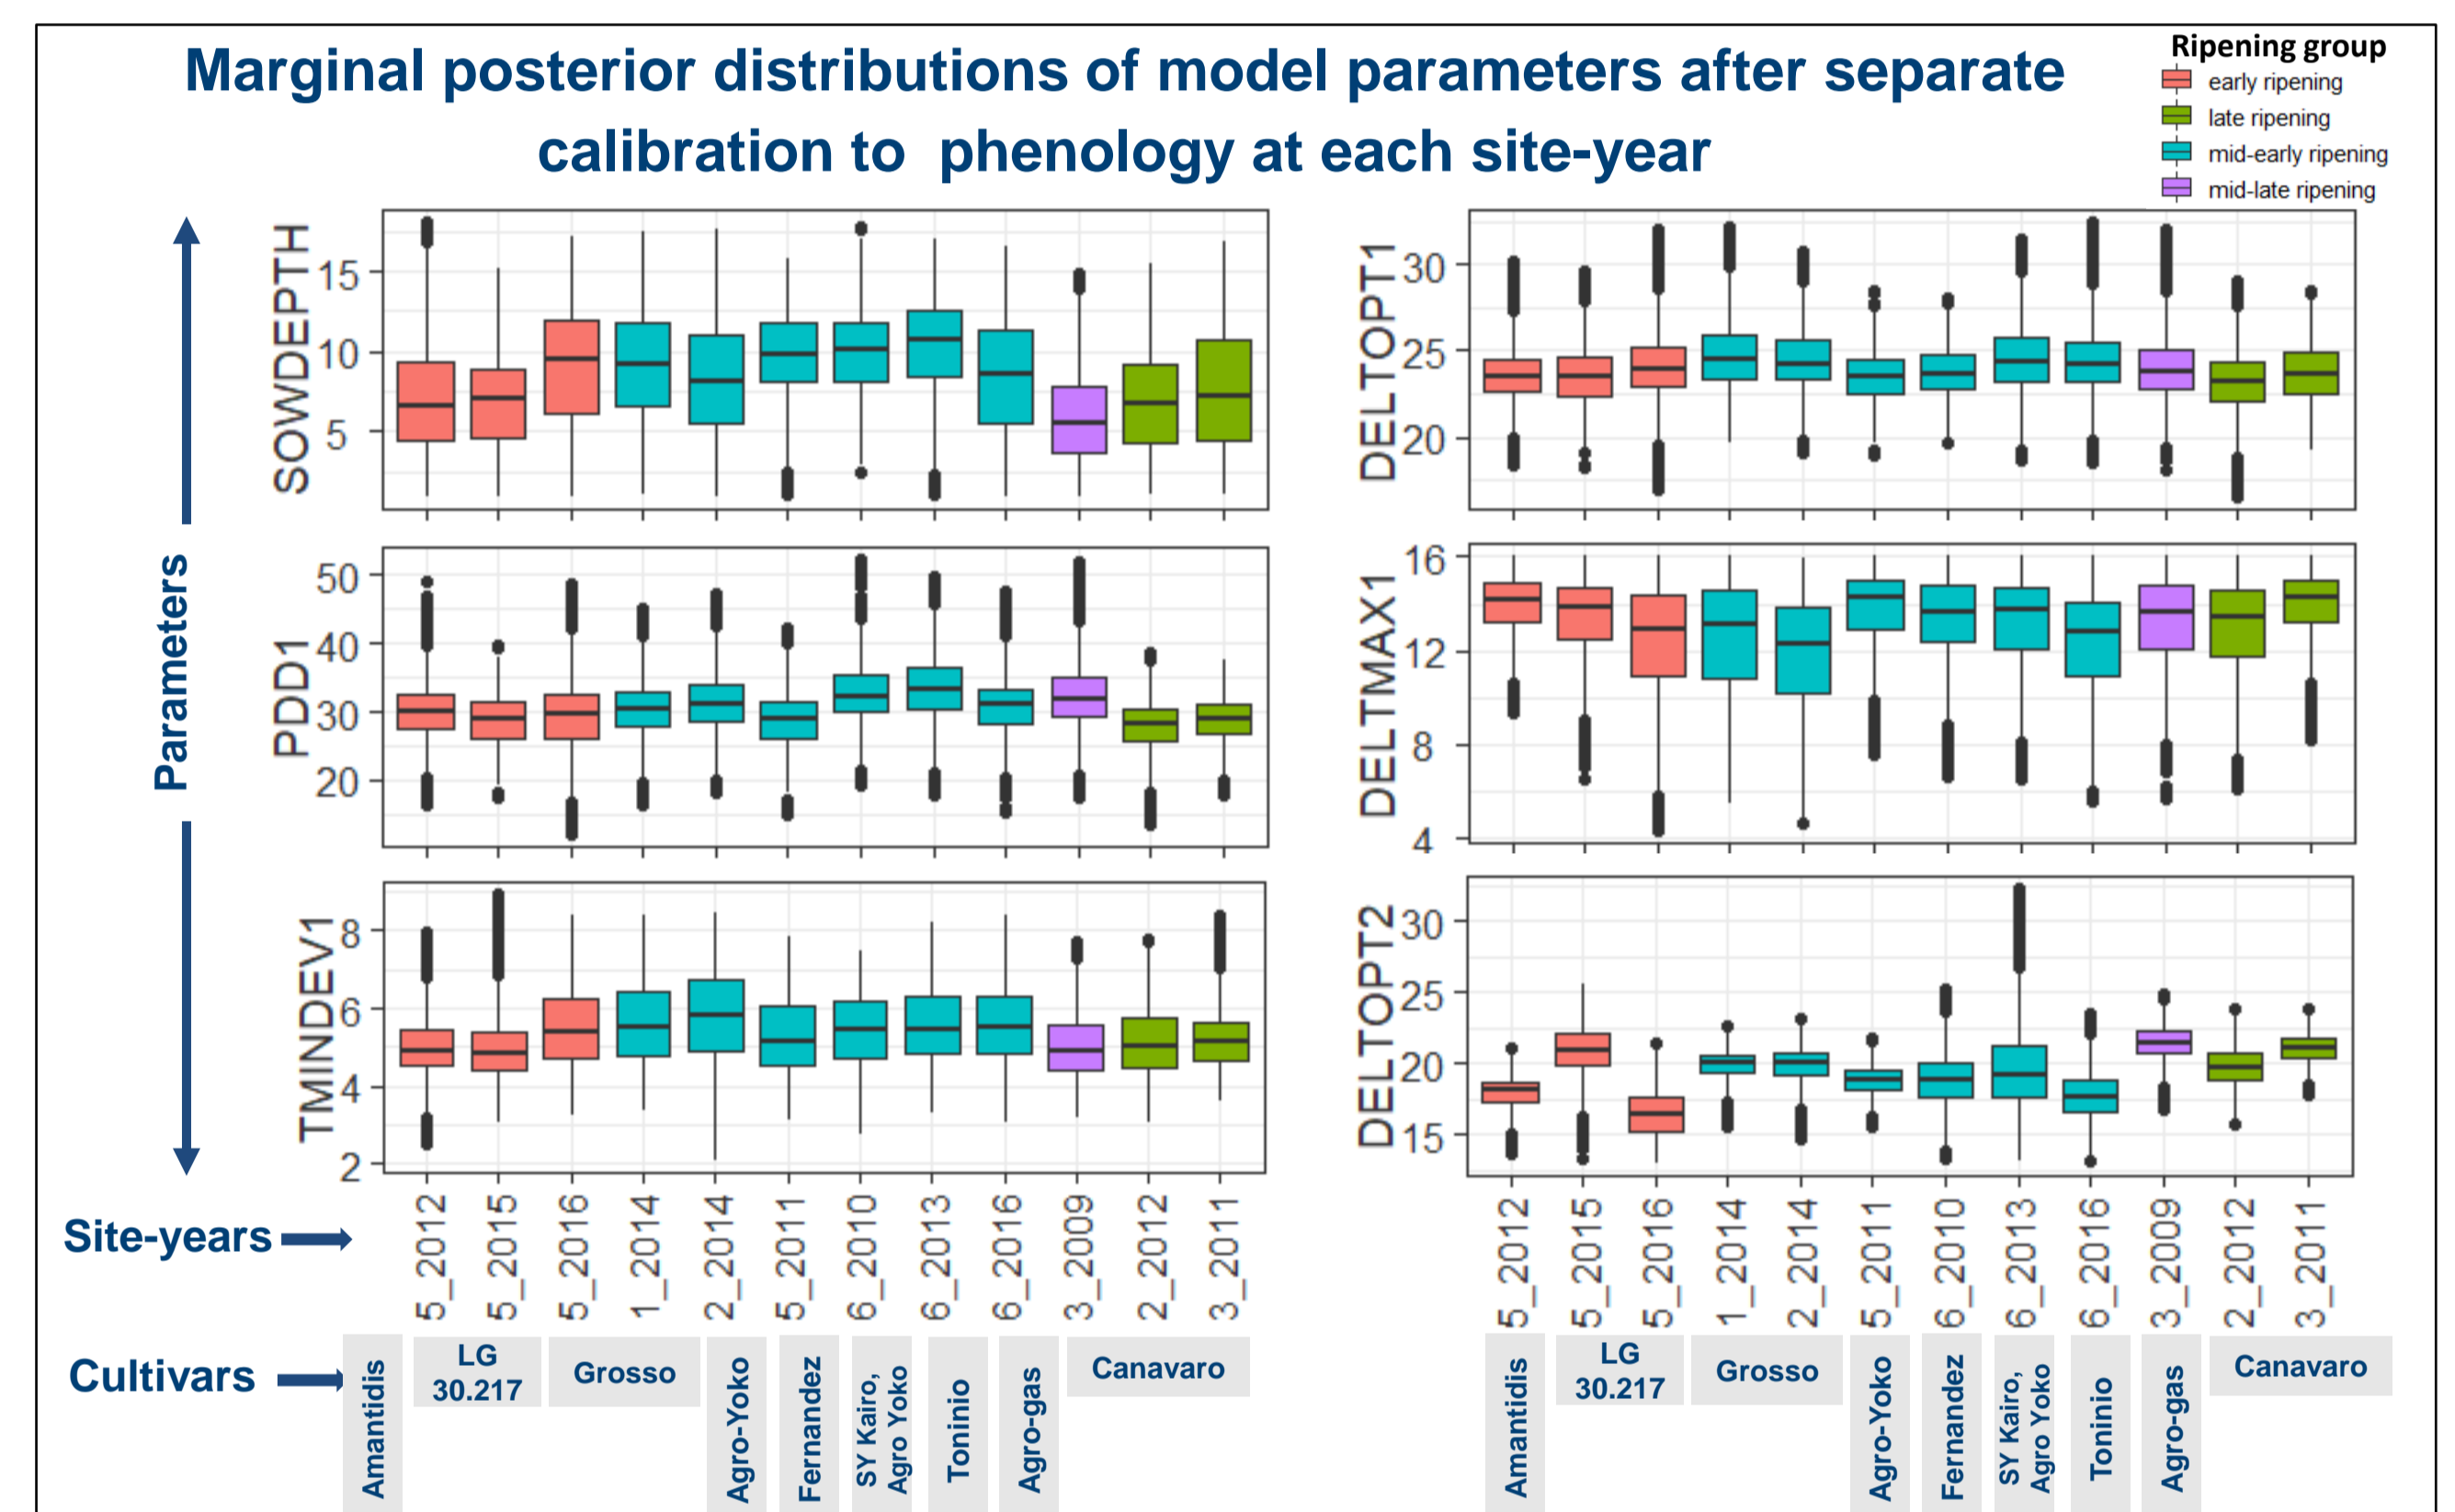 Marginal posterior distributions of model parameters after separate
calibration to phenology at each site-year
Ripening group
early ripening
late ripening
mid-early ripening
mid-late ripening
Parameters
SOWDEPTH
15
10
5
DELTOPT1
30
25
20
PDD1
50
40
30
20
DELTMAX1
16
12
8
4
TMINDEV1
8
6
4
2
DELTOPT2
30
25
20
15
Site-years
5_2012
5_2015
5_2016
1_2014
2_2014
5_2011
6_2010
6_2013
6_2016
3_2009
2_2012
3_2011
5_2012
5_2015
5_2016
1_2014
2_2014
5_2011
6_2010
6_2013
6_2016
3_2009
2_2012
3_2011
Cultivars
Amantidis
LG
30.217
Grosso
Agro-Yoko
Fernandez
SY Kairo,
Agro Yoko
Toninio
Agro-gas
Canavaro
Amantidis
LG
30.217
Grosso
Agro-Yoko
Fernandez
SY Kairo,
Agro Yoko
Toninio
Agro-gas
Canavaro